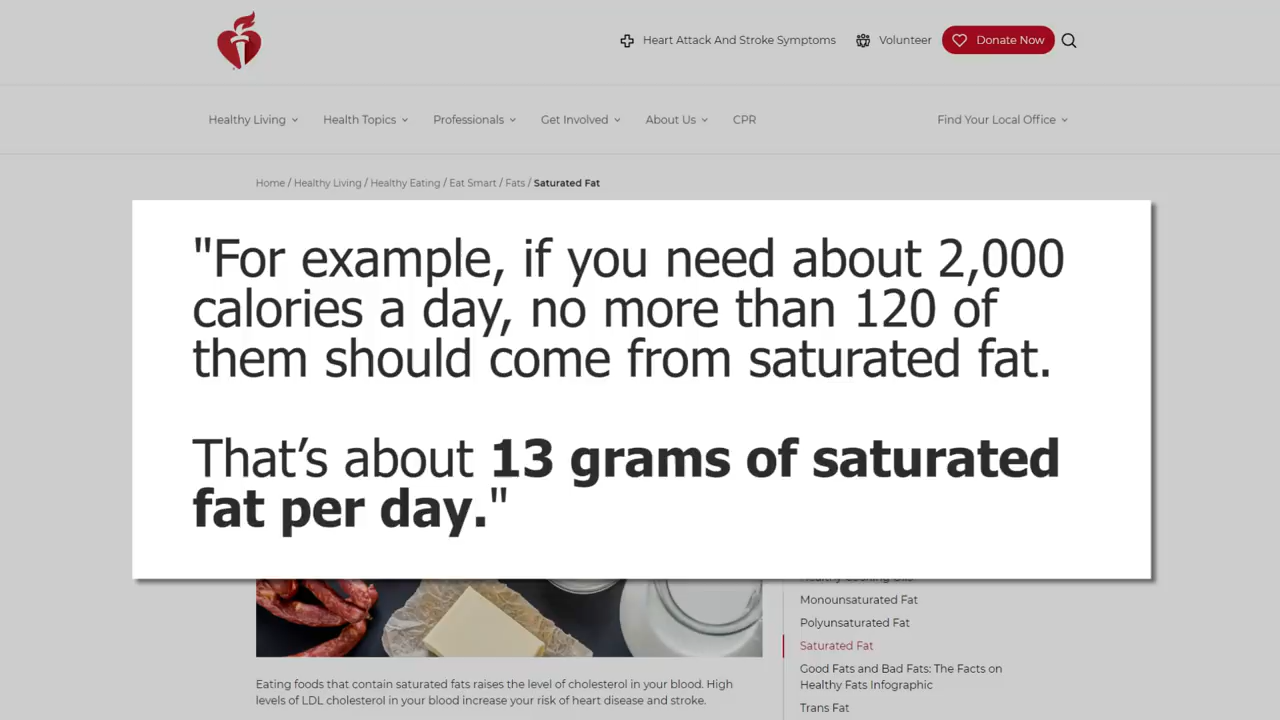 Heart Attack And Stroke Symptoms
Volunteer
Donate Now
Healthy Living
Health Topics
Professionals
Get Involved
About Us
CPR
Find Your Local Office
Home / Healthy Living / Healthy Eating / Eat Smart / Fats / Saturated Fat
"For example, if you need about 2,000
calories a day, no more than 120 of
them should come from saturated fat.
That’s about 13 grams of saturated
fat per day."
Eating foods that contain saturated fats raises the level of cholesterol in your blood. High
levels of LDL cholesterol in your blood increase your risk of heart disease and stroke.
Monounsaturated Fat
Polyunsaturated Fat
Saturated Fat
Good Fats and Bad Fats: The Facts on
Healthy Fats Infographic
Trans Fat